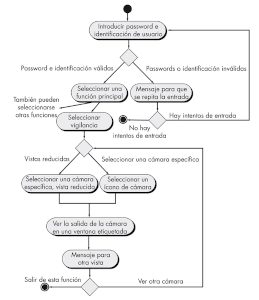 Introducir password e
identificación de usuario
Password e identificación válidos
Passwords o identificación inválidos
Seleccionar una
función principal
Mensaje para que
se repita la entrada
También pueden
seleccionarse
otras funciones
Hay intentos de entrada
Seleccionar
vigilancia
No hay
intentos de entrada
Vistas reducidas
Seleccionar una cámara específica
Seleccionar una cámara
específica, vista reducida
Seleccionar un
icono de cámara
Ver la salida de la cámara
en una ventana etiquetada
Mensaje para
otra vista
Salir de esta función
Ver otra cámara